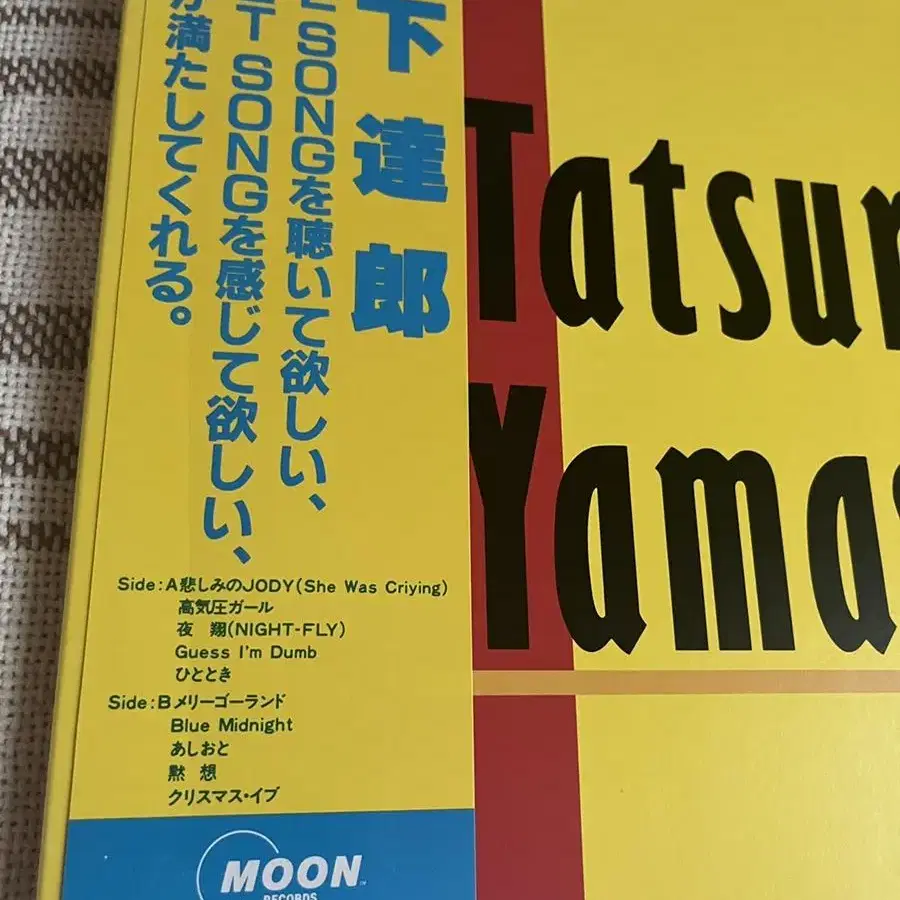 下達郎
SONGを聴いて欲しい、
T SONGを感じて欲しい、
満たしてくれる。
Side:A悲しみのJODY(She Was Criying)
高気圧ガール
夜 翔(NIGHT-FLY)
Guess I'm Dumb
ひととき
Side:Bメリーゴーランド
Blue Midnight
あしおと
黙 想
クリスマス・イブ
MOON
RECORDS
Tatsur
Yamas